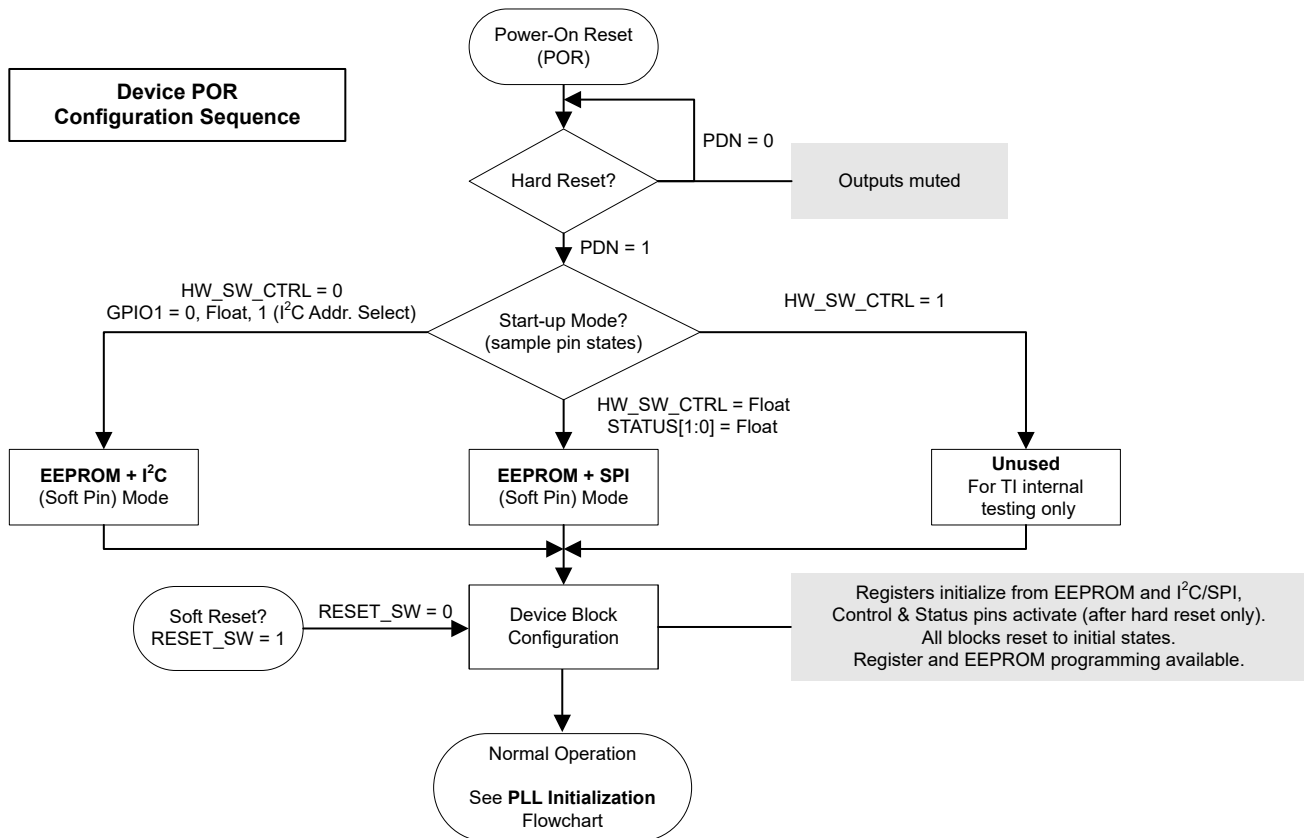 Power-On Reset
(POR)
Device POR
Configuration Sequence
PDN = 0
Hard Reset?
Outputs muted
PDN = 1
HW_SW_CTRL = 0
GPIO1 = 0, Float, 1 (I²C Addr. Select)
HW_SW_CTRL = 1
Start-up Mode?
(sample pin states)
HW_SW_CTRL = Float
STATUS[1:0] = Float
EEPROM + I²C
(Soft Pin) Mode
EEPROM + SPI
(Soft Pin) Mode
Unused
For TI internal
testing only
Soft Reset?
RESET_SW = 1
RESET_SW = 0
Device Block
Configuration
Registers initialize from EEPROM and I²C/SPI,
Control & Status pins activate (after hard reset only).
All blocks reset to initial states.
Register and EEPROM programming available.
Normal Operation
See PLL Initialization
Flowchart